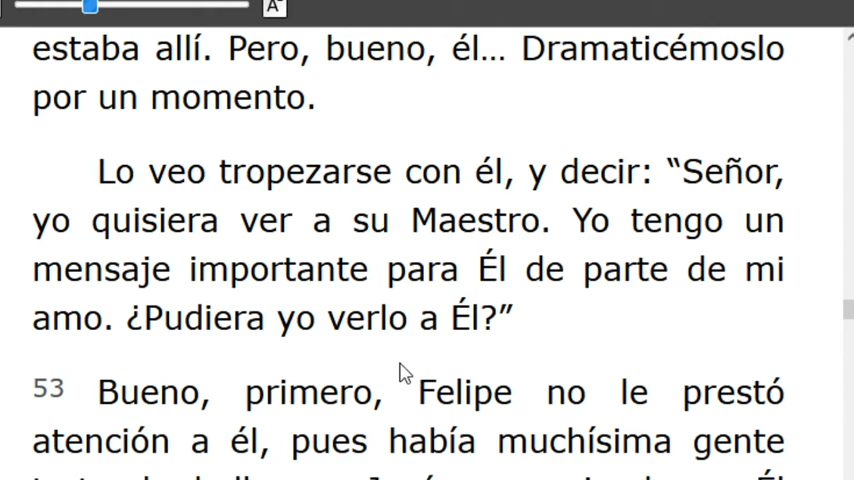 A
estaba allí. Pero, bueno, él… Dramaticémoslo
por un momento.
Lo veo tropezarse con él, y decir: “Señor,
yo quisiera ver a su Maestro. Yo tengo un
mensaje importante para Él de parte de mi
amo. ¿Pudiera yo verlo a Él?”
53 Bueno, primero, Felipe no le prestó
atención a él, pues había muchísima gente